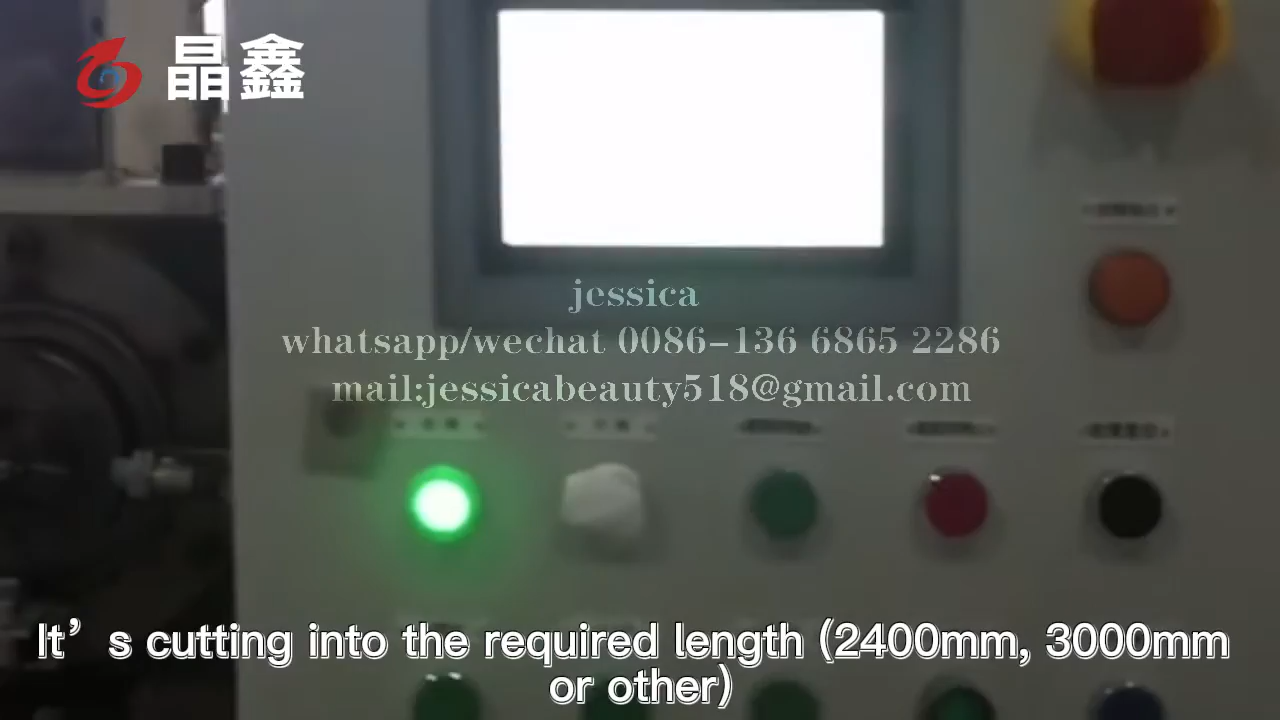 晶鑫
jessica
whatsapp/wechat 0086-136 6865 2286
mail:jessicabeauty518@gmail.com
It’s cutting into the required length (2400mm, 3000mm
or other)